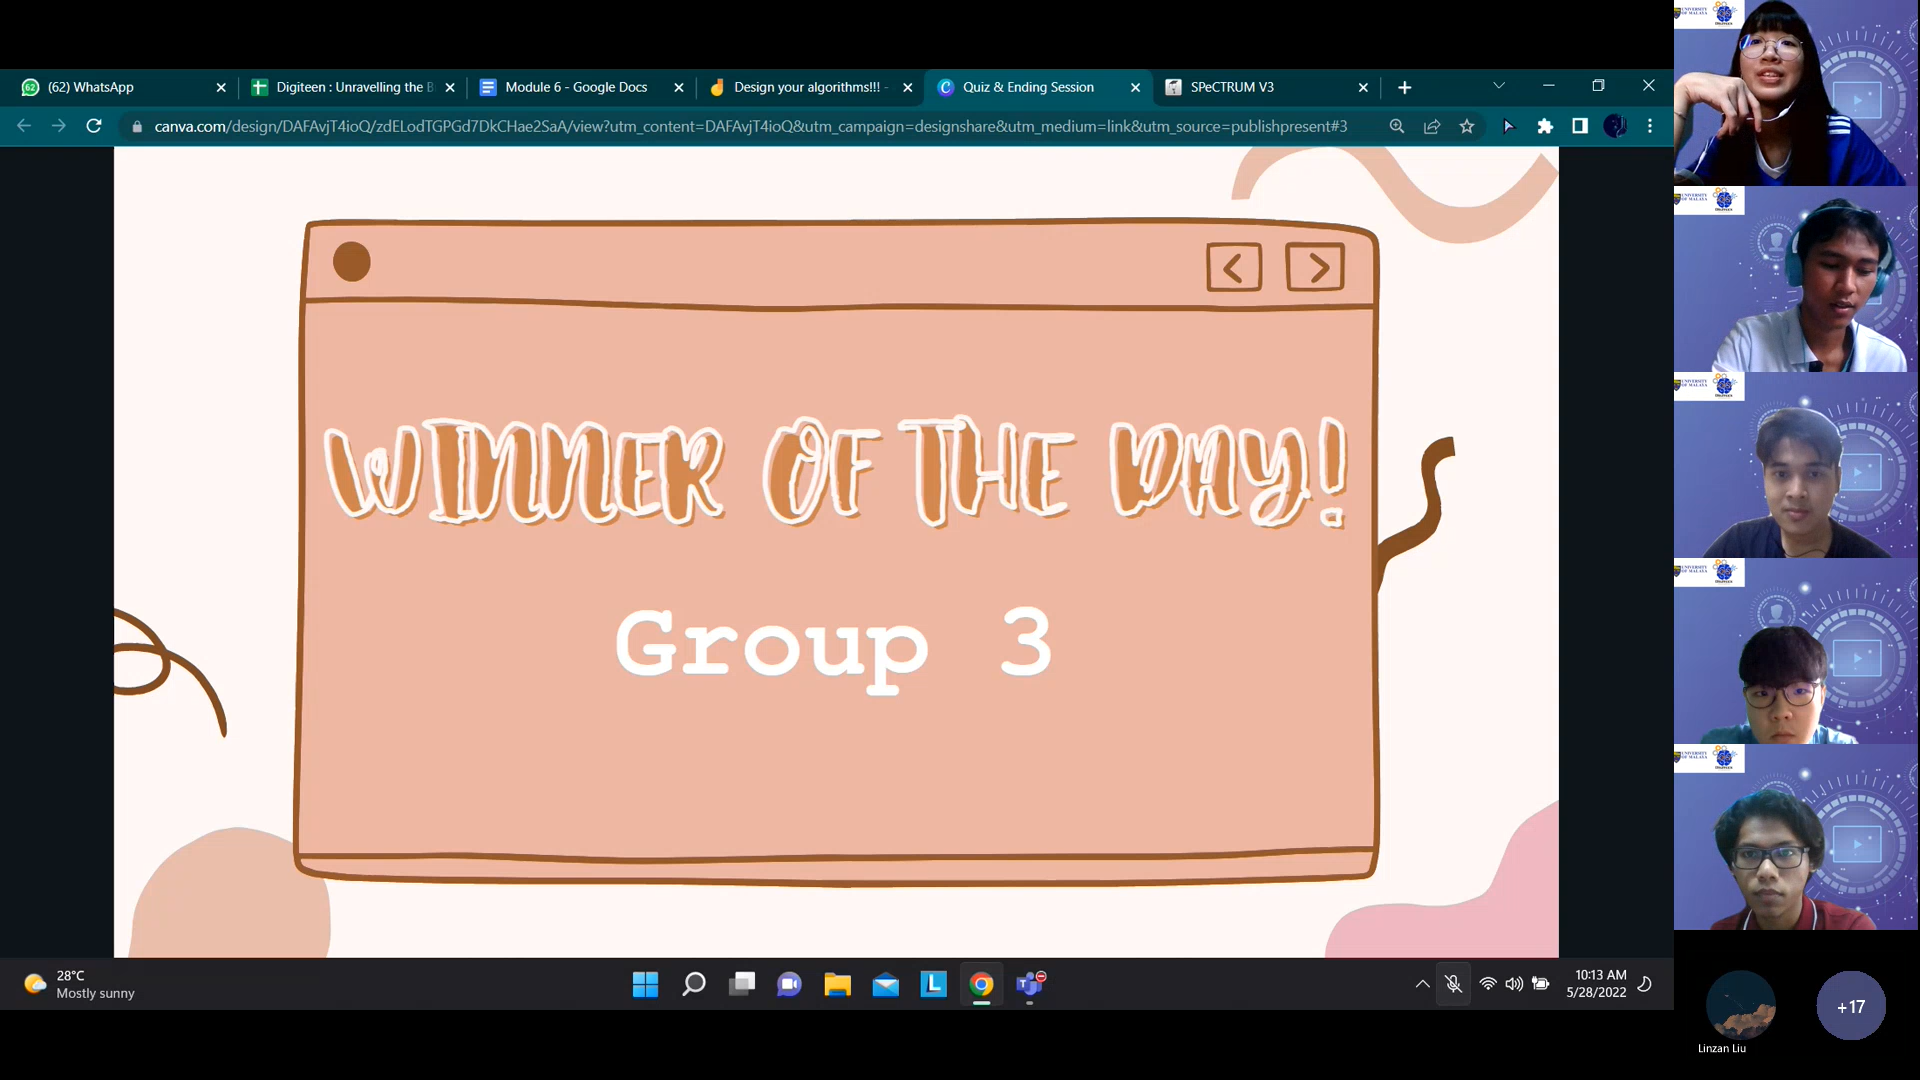 (62) WhatsApp
Digiteen : Unravelling the B
Module 6 - Google Docs
Design your algorithms!!! -
Quiz & Ending Session
SPeCTRUM V3
canva.com/design/DAFAvjT4ioQ/zdELodTGPGd7DkCHae2SaA/view?utm_content=DAFAvjT4ioQ&utm_campaign=designshare&utm_medium=link&utm_source=publishpresent#3
WINNER OF THE DAY!
Group 3
28°C
Mostly sunny
10:13 AM
5/28/2022
+17
Linzan Liu